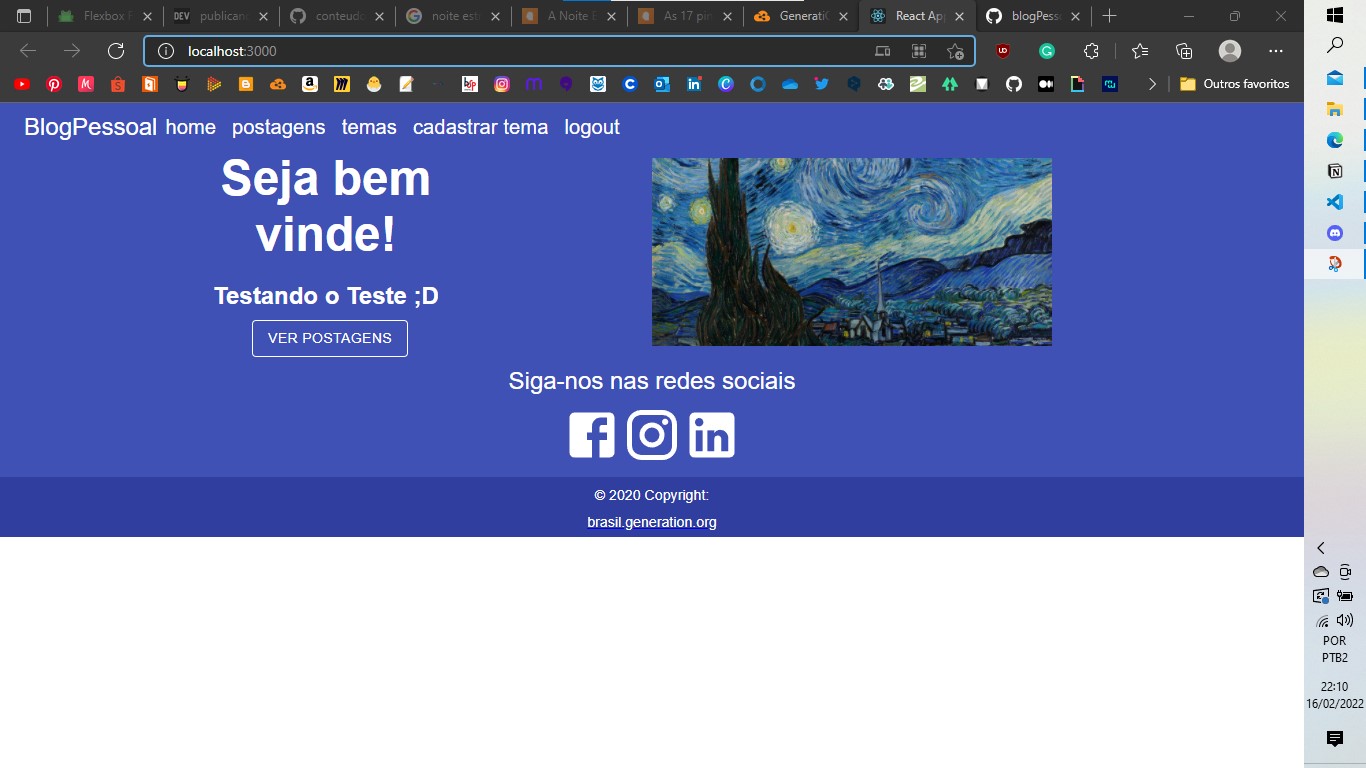 Flexbox F
publican
conteudo
noite est
A Noite E
As 17 pin
Generati
React Ap
blogPess
localhost:3000
Outros favoritos
BlogPessoal home postagens temas cadastrar tema logout
Seja bem
vinde!
Testando o Teste ;D
VER POSTAGENS
Siga-nos nas redes sociais
© 2020 Copyright:
brasil.generation.org
POR
PTB2
22:10
16/02/2022